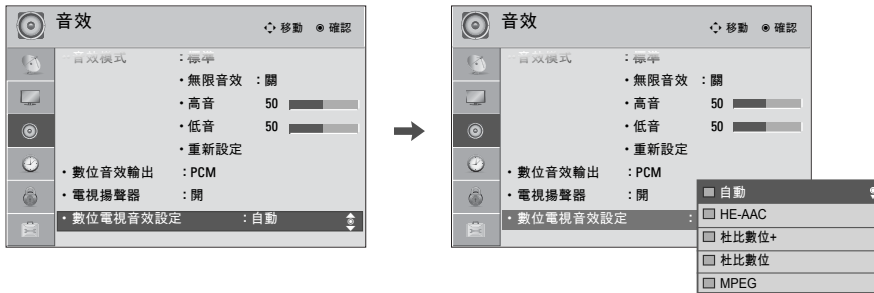 音效
移動 確認
音效模式 : 標準
• 無限音效 : 關
• 高音 50
• 低音 50
• 重新設定
• 數位音效輸出 : PCM
• 電視揚聲器 : 開
• 數位電視音效設定 : 自動
音效
移動 確認
音效模式 : 標準
• 無限音效 : 關
• 高音 50
• 低音 50
• 重新設定
• 數位音效輸出 : PCM
• 電視揚聲器 : 開
• 數位電視音效設定 :
自動
HE-AAC
杜比數位+
杜比數位
MPEG